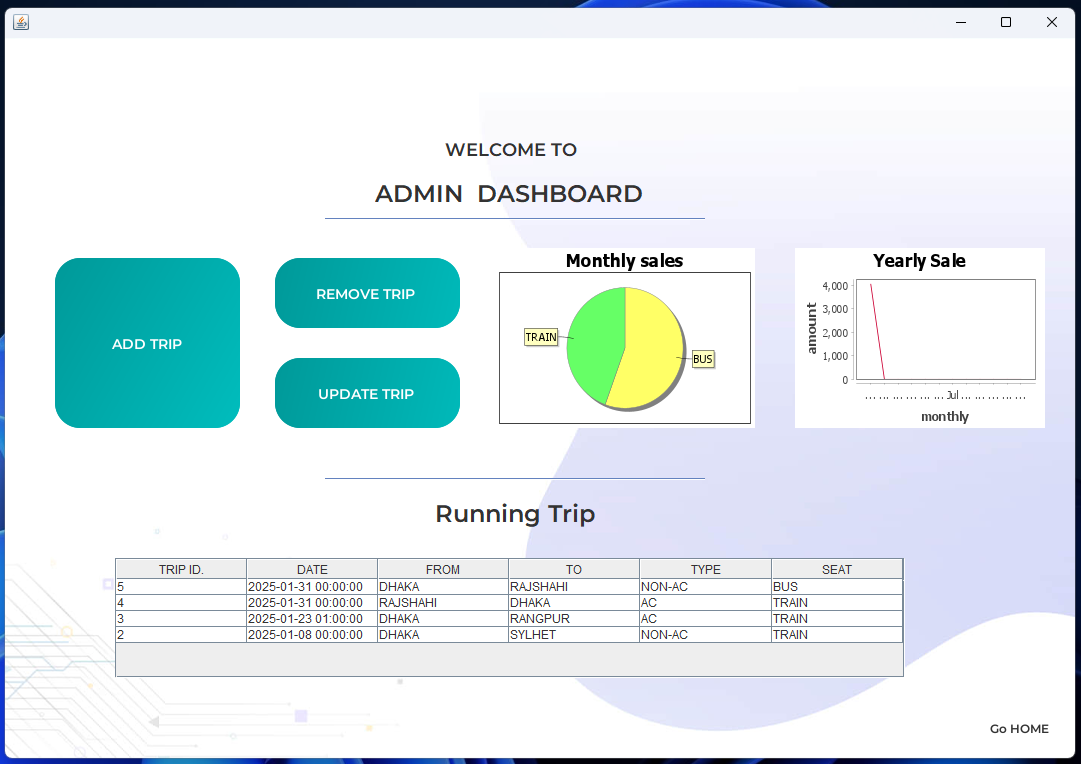 WELCOME TO
ADMIN DASHBOARD
ADD TRIP
REMOVE TRIP
UPDATE TRIP
Monthly sales
TRAIN
BUS
Yearly Sale
amount
4,000
3,000
2,000
1,000
0
... ... ... ... ... ... Jul... ... ... ... ...
monthly
Running Trip
TRIP ID. DATE FROM TO TYPE SEAT
5 2025-01-31 00:00:00 DHAKA RAJSHAHI NON-AC BUS
4 2025-01-31 00:00:00 RAJSHAHI DHAKA AC TRAIN
3 2025-01-23 01:00:00 DHAKA RANGPUR AC TRAIN
2 2025-01-08 00:00:00 DHAKA SYLHET NON-AC TRAIN
Go HOME